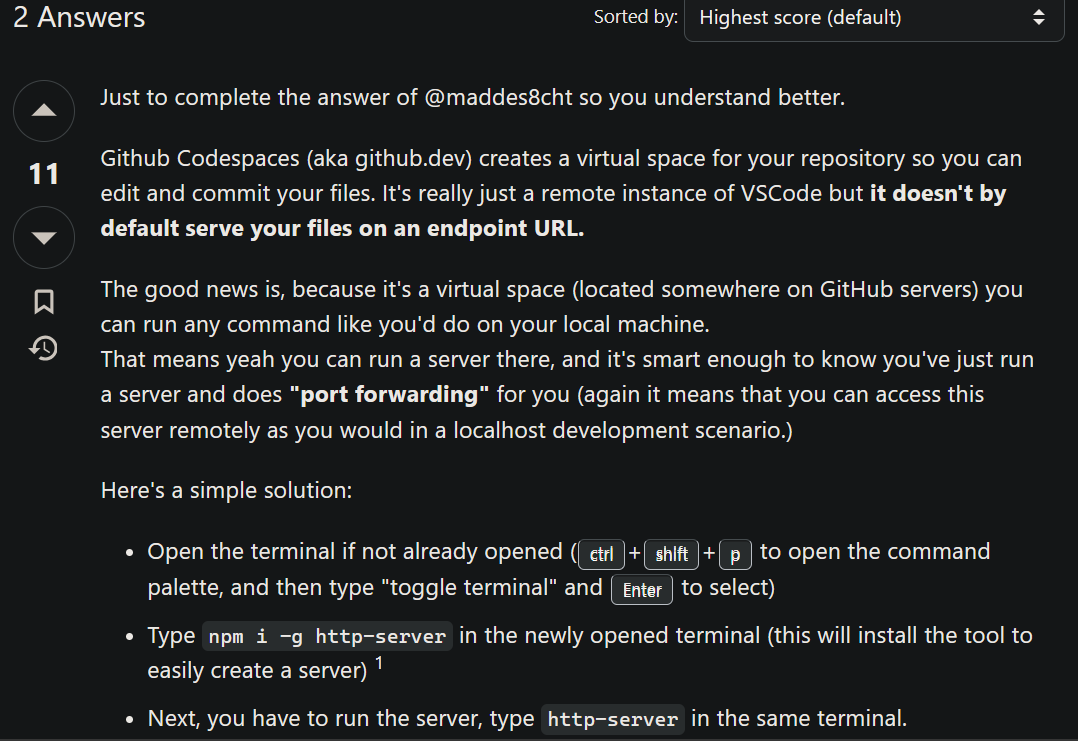 2 Answers
Sorted by: Highest score (default)
Just to complete the answer of @maddes8cht so you understand better.
11
Github Codespaces (aka github.dev) creates a virtual space for your repository so you can
edit and commit your files. It's really just a remote instance of VSCode but it doesn't by
default serve your files on an endpoint URL.
The good news is, because it's a virtual space (located somewhere on GitHub servers) you
can run any command like you'd do on your local machine.
That means yeah you can run a server there, and it's smart enough to know you've just run
a server and does "port forwarding" for you (again it means that you can access this
server remotely as you would in a localhost development scenario.)
Here's a simple solution:
• Open the terminal if not already opened (ctrl+shift+p to open the command
palette, and then type "toggle terminal" and Enter to select)
• Type npm i -g http-server in the newly opened terminal (this will install the tool to
easily create a server) 1
• Next, you have to run the server, type http-server in the same terminal.